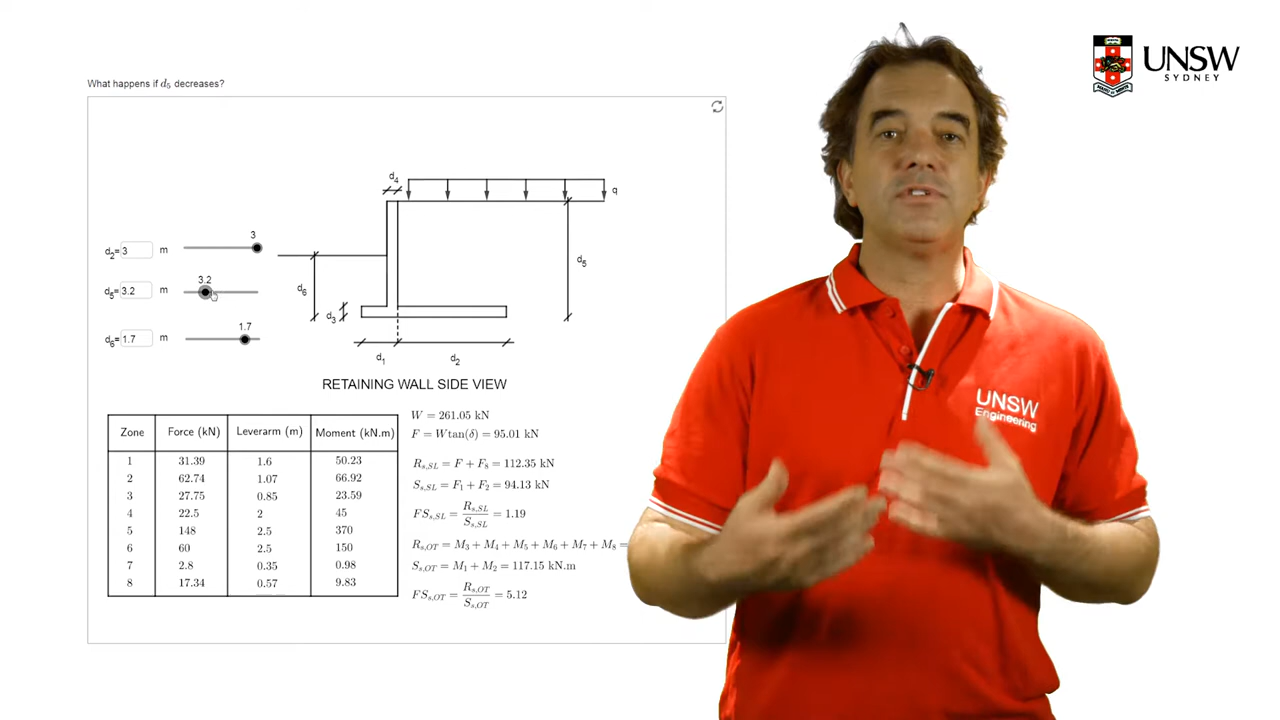 UNSW
SYDNEY
What happens if d5 decreases?
d4
q
3
d2= 3 m
3.2
d5= 3.2 m
d6
d5
1.7
d6= 1.7 m
d3
d1
d2
RETAINING WALL SIDE VIEW
Zone Force (kN) Leverarm (m) Moment (kN.m)
1 31.39 1.6 50.23
2 62.74 1.07 66.92
3 27.75 0.85 23.59
4 22.5 2 45
5 148 2.5 370
6 60 2.5 150
7 2.8 0.35 0.98
8 17.34 0.57 9.83
W = 261.05 kN
F = Wtan(δ) = 95.01 kN
Rs,SL = F + F8 = 112.35 kN
Ss,SL = F1 + F2 = 94.13 kN
FSs,SL = Rs,SL / Ss,SL = 1.19
Rs,OT = M3 + M4 + M5 + M6 + M7 + M8 =
Ss,OT = M1 + M2 = 117.15 kN.m
FSs,OT = Rs,OT / Ss,OT = 5.12
UNSW
Engineering